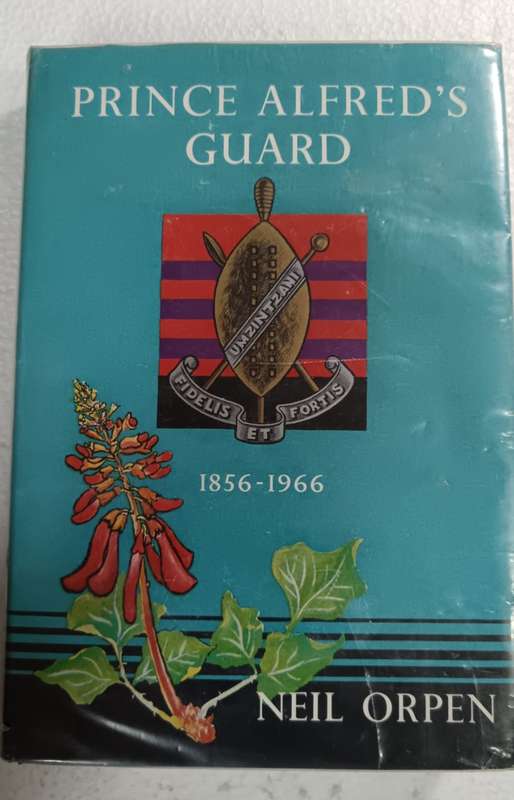 PRINCE ALFRED'S
GUARD
UMZINTZANI
FIDELIS ET FORTIS
1856-1966
NEIL ORPEN